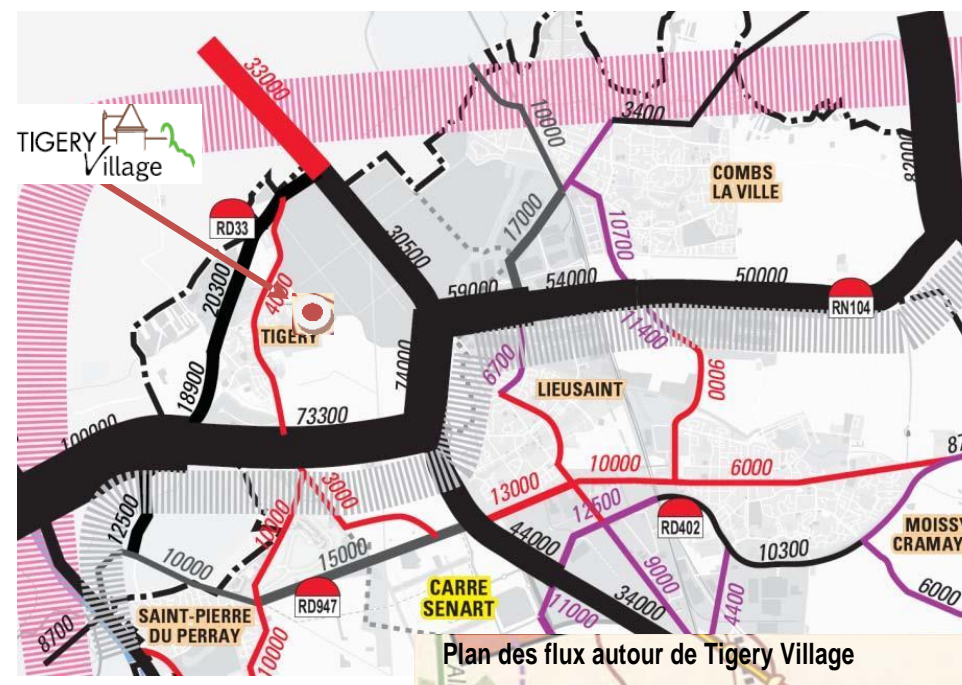 33000
TIGERY
Village
10900
3400
COMBS
LA VILLE
82000
RD33
17000
10700
30500
20300
4000
59000
54000
50000
RN104
TIGERY
11400
6700
74000
LIEUSAINT
9000
18900
73300
100000
10000
6000
3000
13000
12500
12500
RD402
MOISSY
CRAMAY
10000
15000
44000
10300
9000
RD947
CARRE
SENART
11000
34000
4400
6000
SAINT-PIERRE
DU PERRAY
8700
10000
Plan des flux autour de Tigery Village